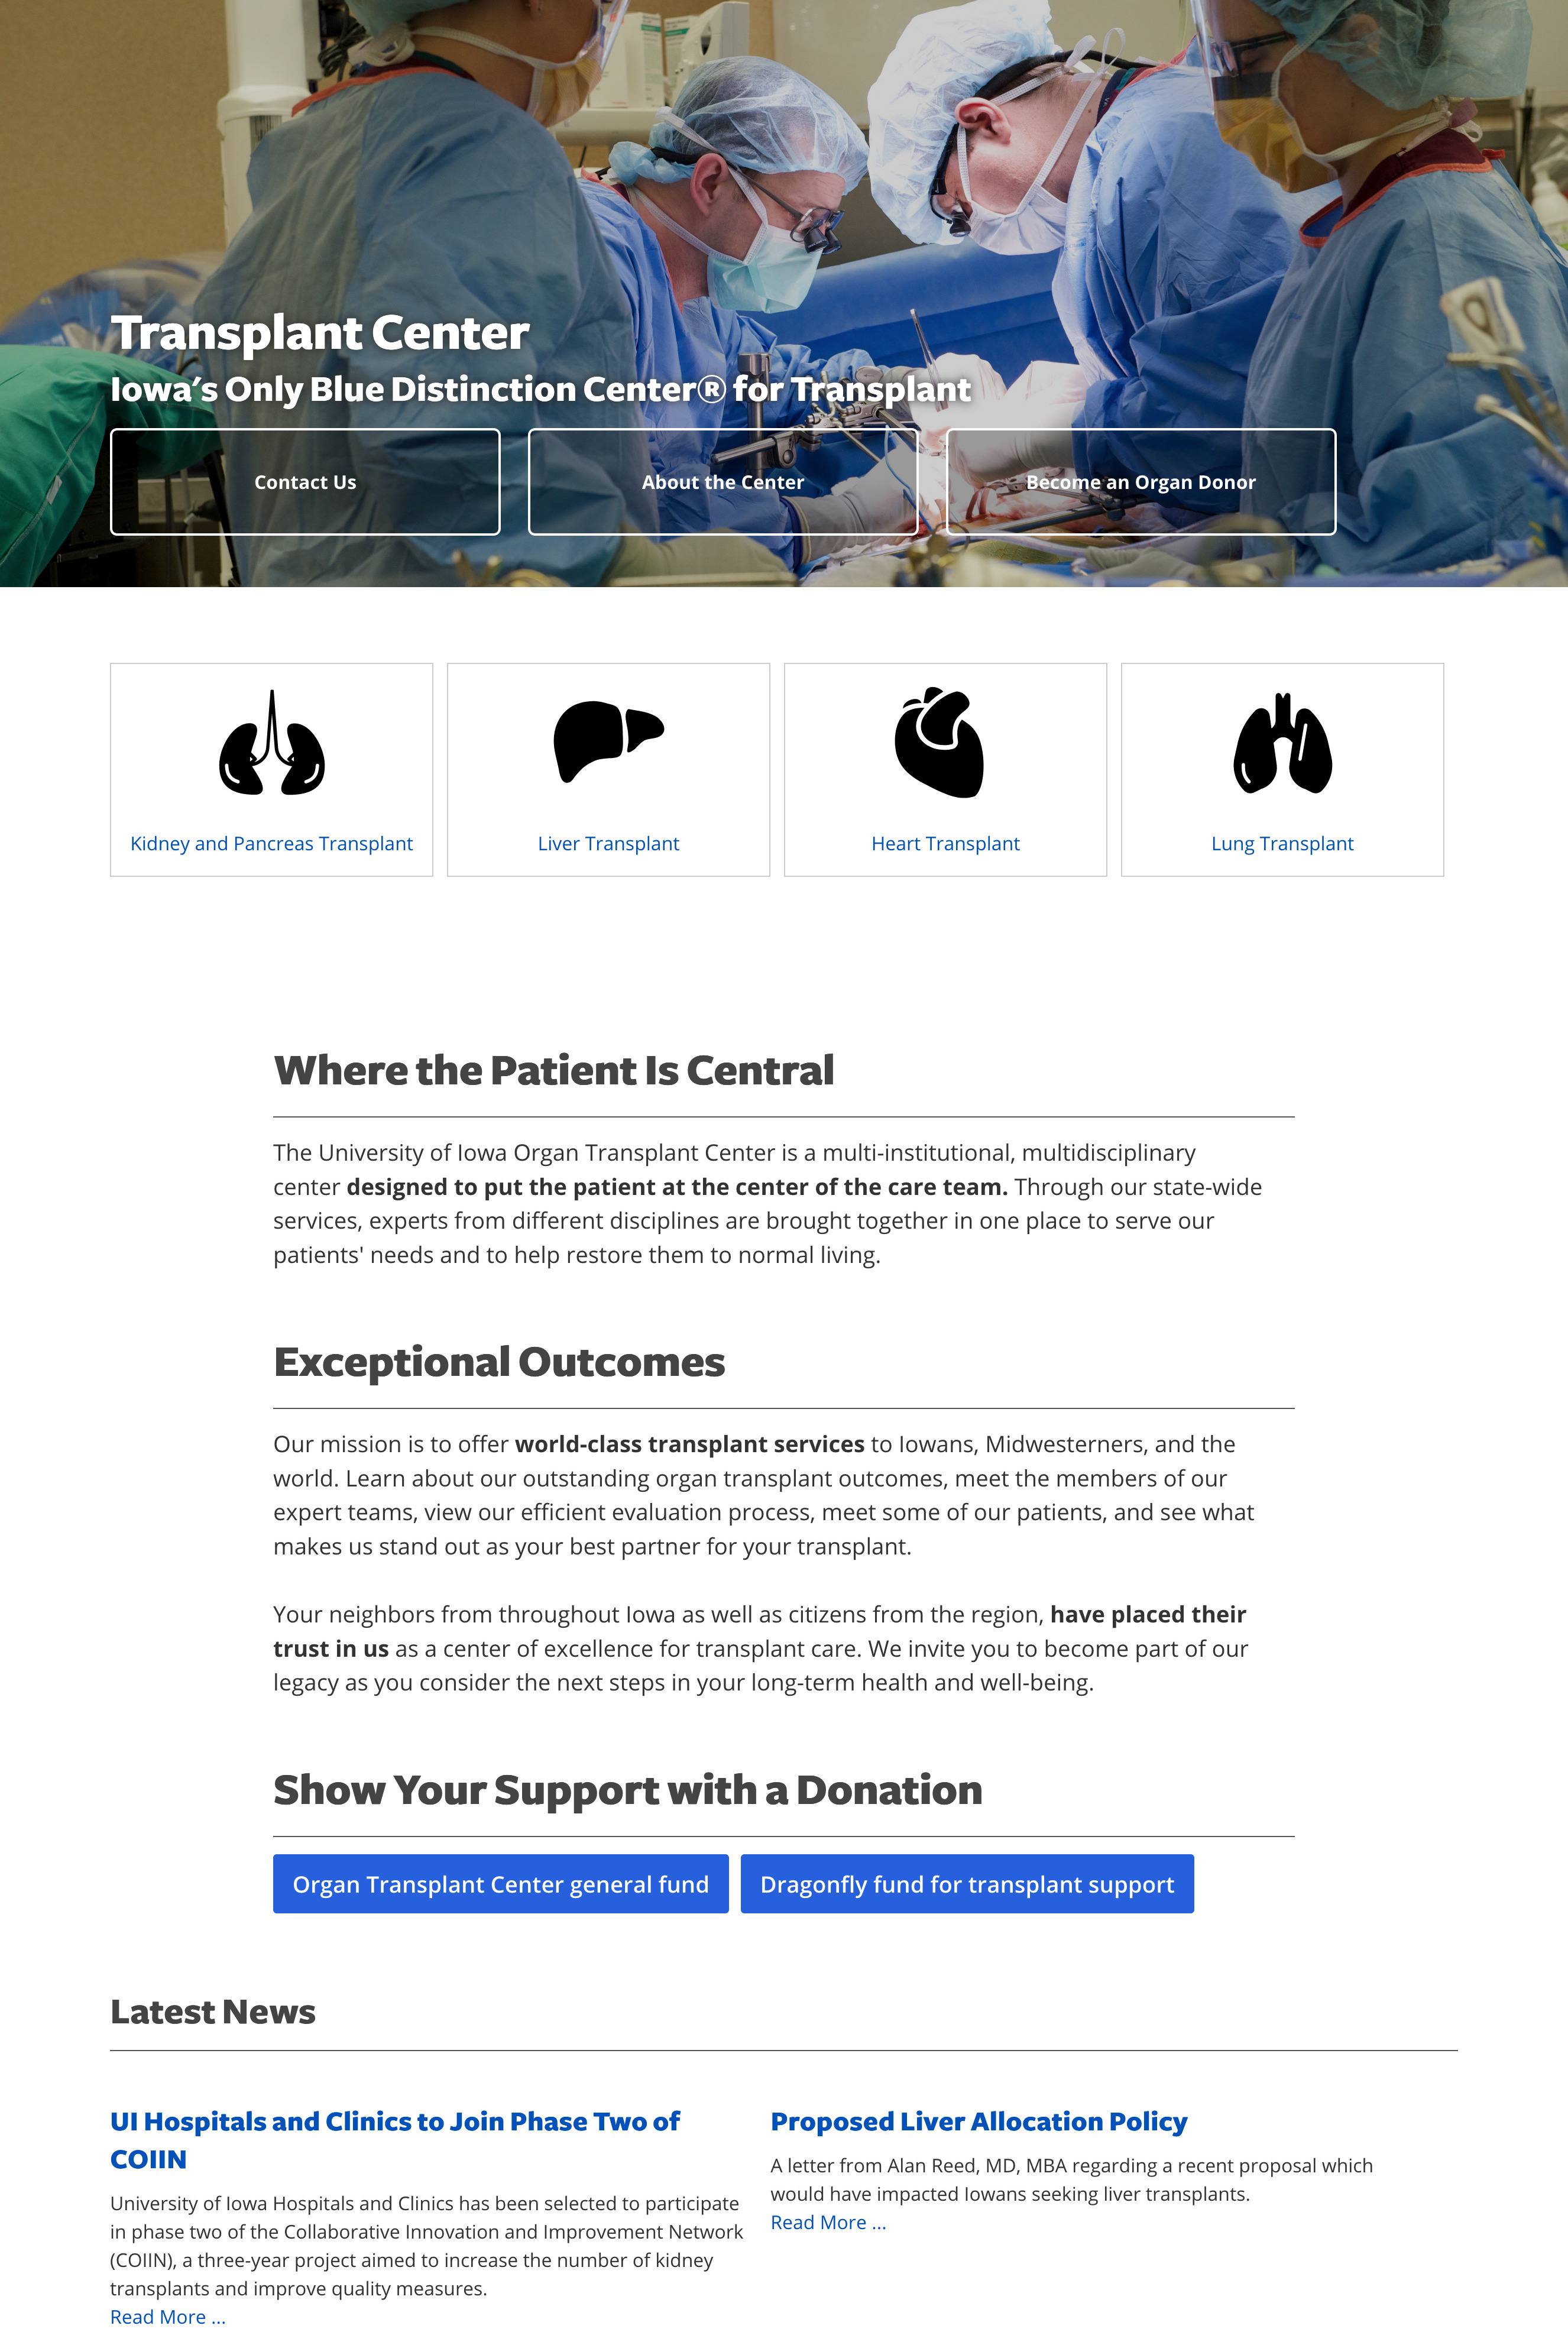 Transplant Center
Iowa's Only Blue Distinction Center® for Transplant
Contact Us
About the Center
Become an Organ Donor
Kidney and Pancreas Transplant
Liver Transplant
Heart Transplant
Lung Transplant
Where the Patient Is Central
The University of Iowa Organ Transplant Center is a multi-institutional, multidisciplinary
center designed to put the patient at the center of the care team. Through our state-wide
services, experts from different disciplines are brought together in one place to serve our
patients' needs and to help restore them to normal living.
Exceptional Outcomes
Our mission is to offer world-class transplant services to Iowans, Midwesterners, and the
world. Learn about our outstanding organ transplant outcomes, meet the members of our
expert teams, view our efficient evaluation process, meet some of our patients, and see what
makes us stand out as your best partner for your transplant.
Your neighbors from throughout Iowa as well as citizens from the region, have placed their
trust in us as a center of excellence for transplant care. We invite you to become part of our
legacy as you consider the next steps in your long-term health and well-being.
Show Your Support with a Donation
Organ Transplant Center general fund
Dragonfly fund for transplant support
Latest News
UI Hospitals and Clinics to Join Phase Two of
COIIN
University of Iowa Hospitals and Clinics has been selected to participate
in phase two of the Collaborative Innovation and Improvement Network
(COIIN), a three-year project aimed to increase the number of kidney
transplants and improve quality measures.
Read More ...
Proposed Liver Allocation Policy
A letter from Alan Reed, MD, MBA regarding a recent proposal which
would have impacted Iowans seeking liver transplants.
Read More ...